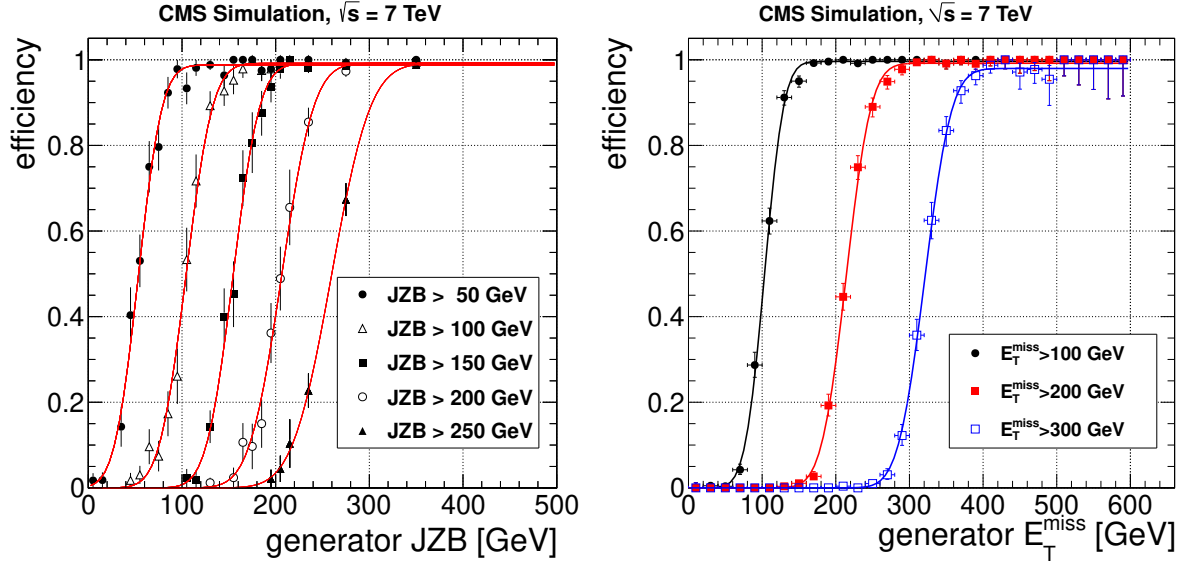 CMS Simulation, √s = 7 TeV
efficiency
1
0.8
0.6
0.4
0.2
0
0 100 200 300 400 500
generator JZB [GeV]
JZB > 50 GeV
JZB > 100 GeV
JZB > 150 GeV
JZB > 200 GeV
JZB > 250 GeV
CMS Simulation, √s = 7 TeV
efficiency
1
0.8
0.6
0.4
0.2
0
0 100 200 300 400 500 600
generator E_T^miss [GeV]
E_T^miss>100 GeV
E_T^miss>200 GeV
E_T^miss>300 GeV